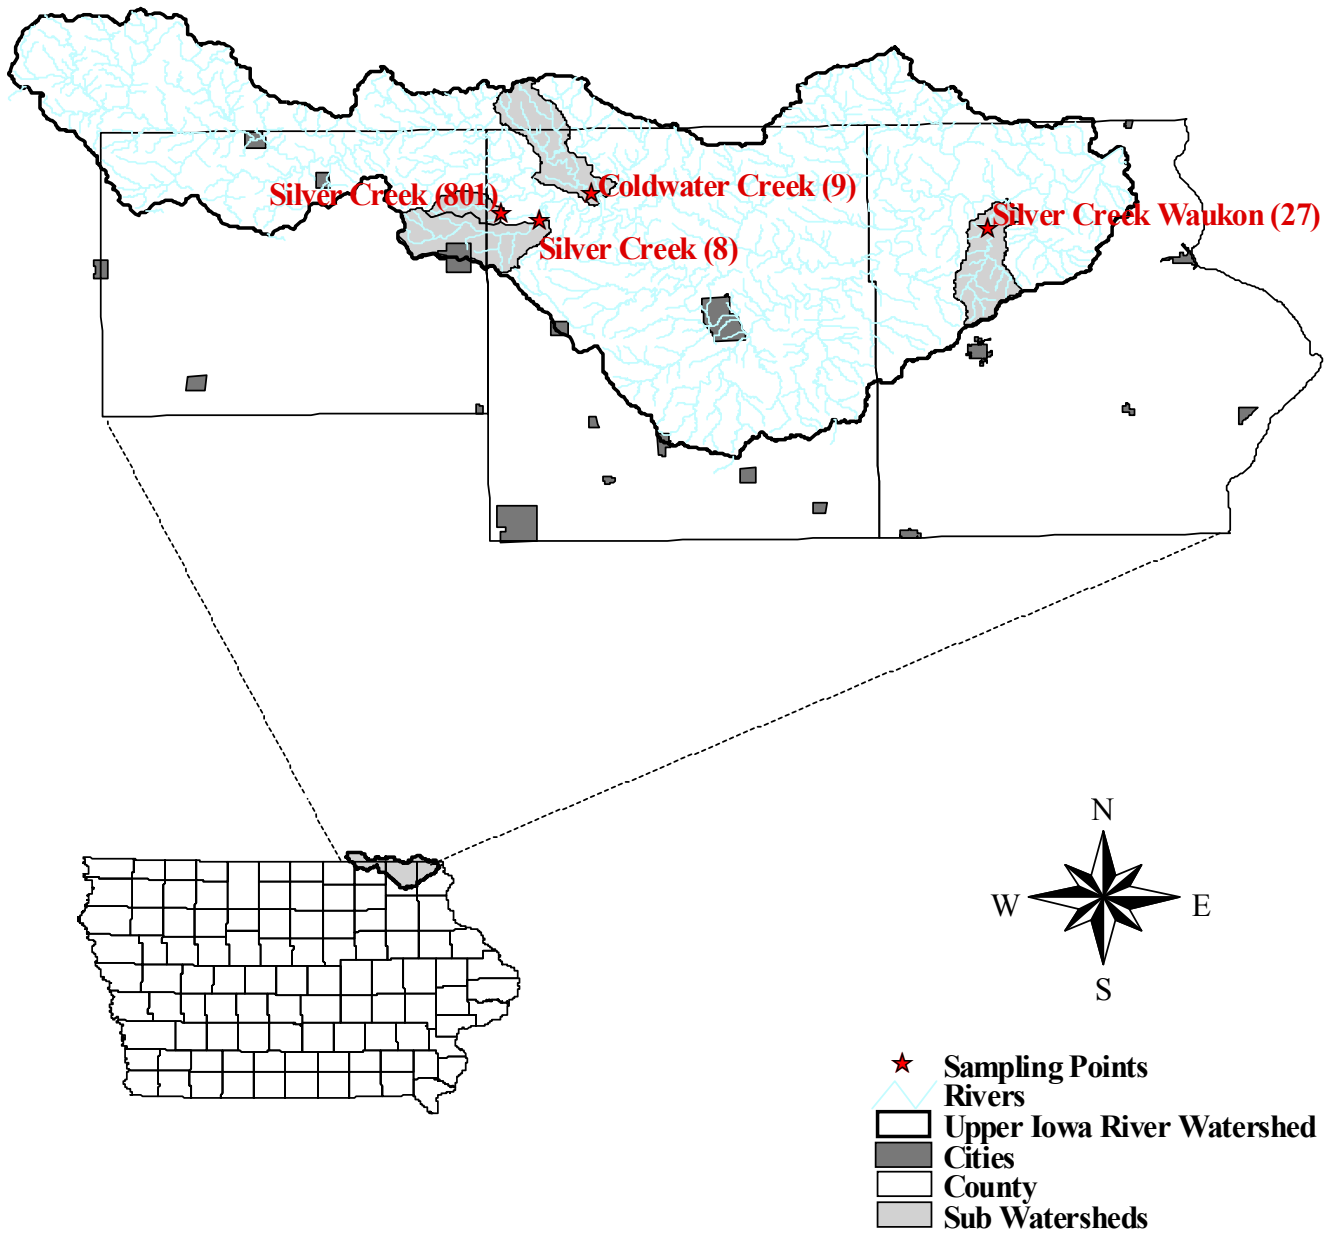 Silver Creek (801)
Coldwater Creek (9)
Silver Creek Waukon (27)
Silver Creek (8)
N
W
E
S
Sampling Points
Rivers
Upper Iowa River Watershed
Cities
County
Sub Watersheds